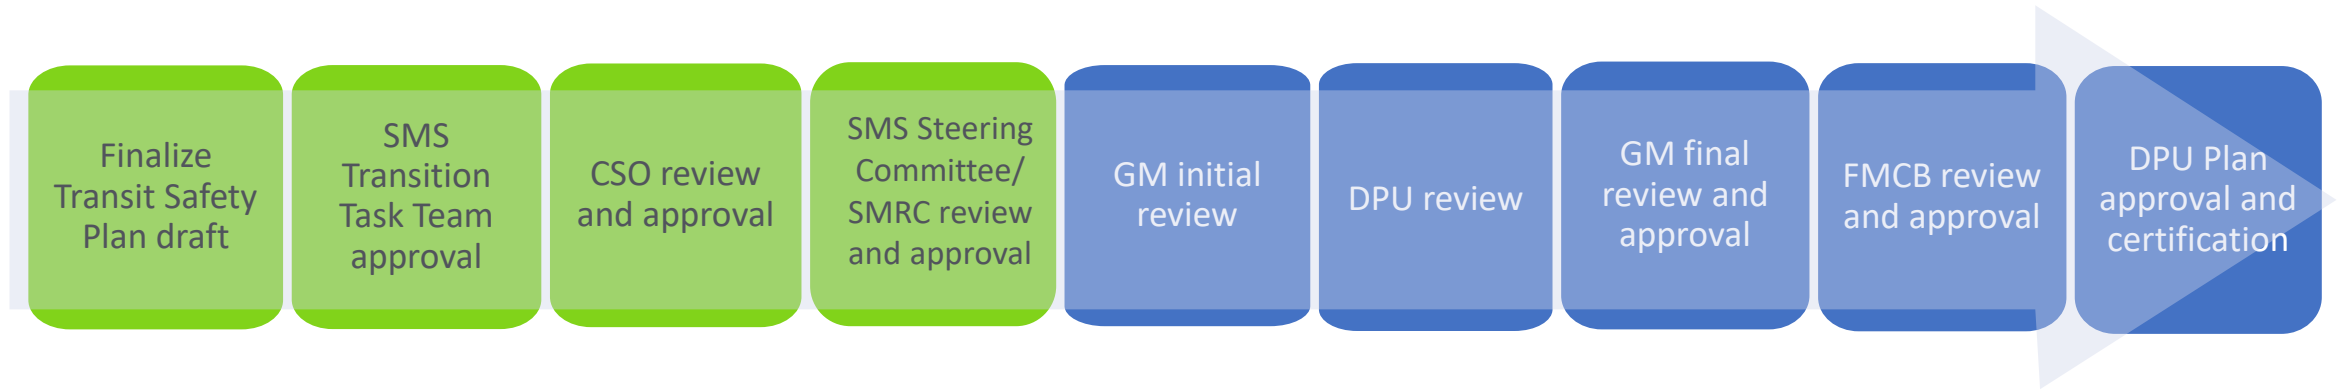 Finalize
Transit Safety
Plan draft
SMS
Transition
Task Team
approval
CSO review
and approval
SMS Steering
Committee/
SMRC review
and approval
GM initial
review
DPU review
GM final
review and
approval
FMCB review
and approval
DPU Plan
approval and
certification